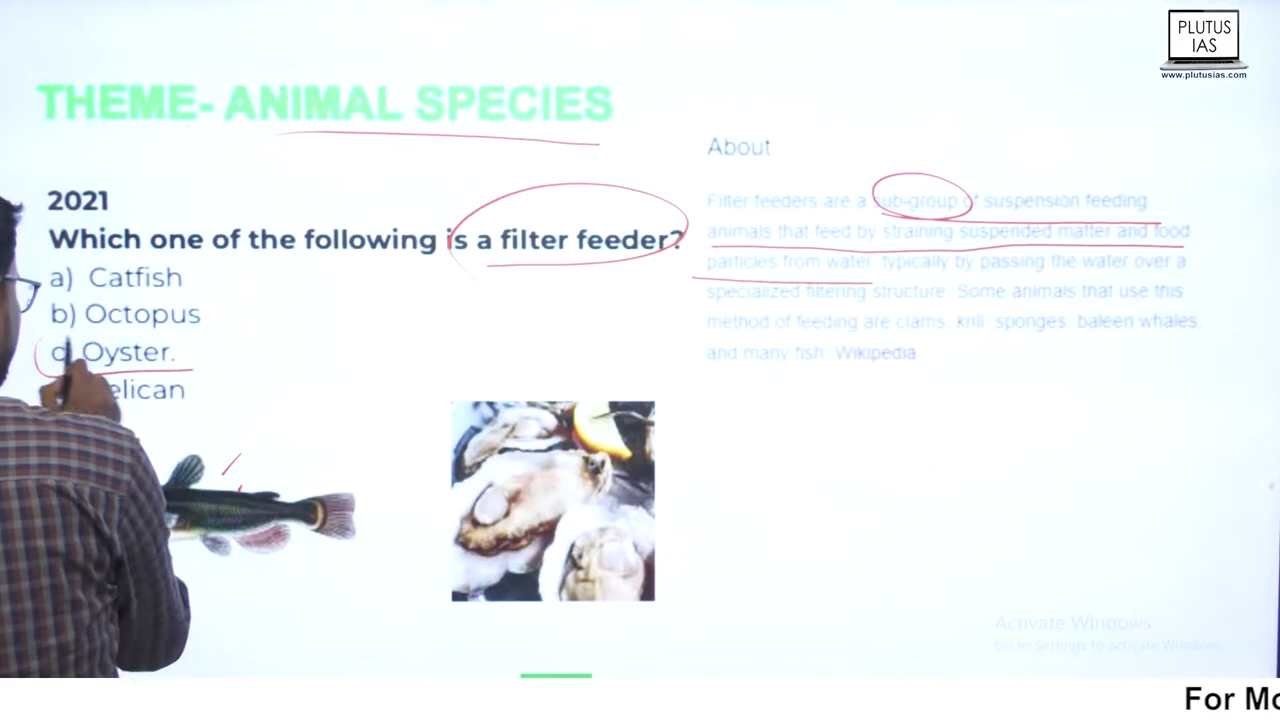 PLUTUS
IAS
www.plutusias.com
THEME- ANIMAL SPECIES
About
2021
Which one of the following is a filter feeder?
a) Catfish
b) Octopus
c) Oyster.
elican
Filter feeders are a sub-group of suspension feeding
animals that feed by straining suspended matter and food
particles from water, typically by passing the water over a
specialized filtering structure. Some animals that use this
method of feeding are clams, krill, sponges, baleen whales,
and many fish. Wikipedia
Activate Windows
Go to Settings to activate Windows.
For Mo